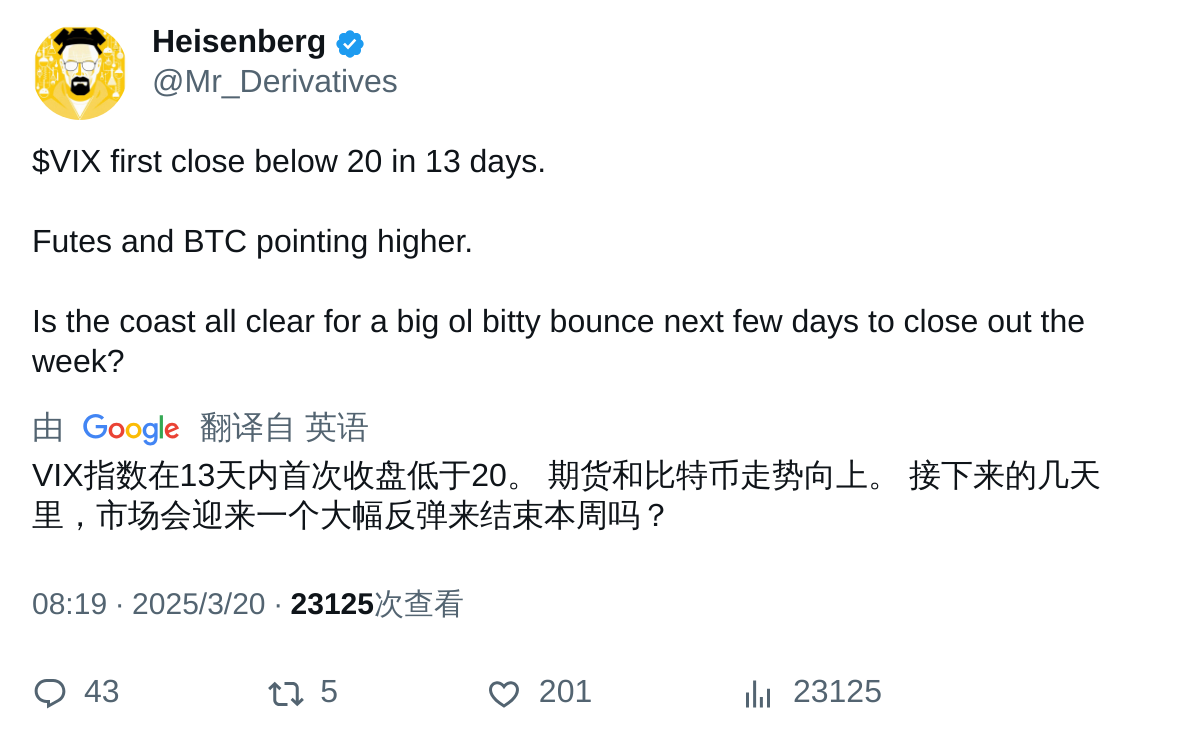 Heisenberg
@Mr_Derivatives
$VIX first close below 20 in 13 days.
Futes and BTC pointing higher.
Is the coast all clear for a big ol bitty bounce next few days to close out the
week?
由 Google 翻译自 英语
VIX指数在13天内首次收盘低于20。 期货和比特币走势向上。 接下来的几天
里，市场会迎来一个大幅反弹来结束本周吗？
08:19 · 2025/3/20 · 23125次查看
43 5 201 23125